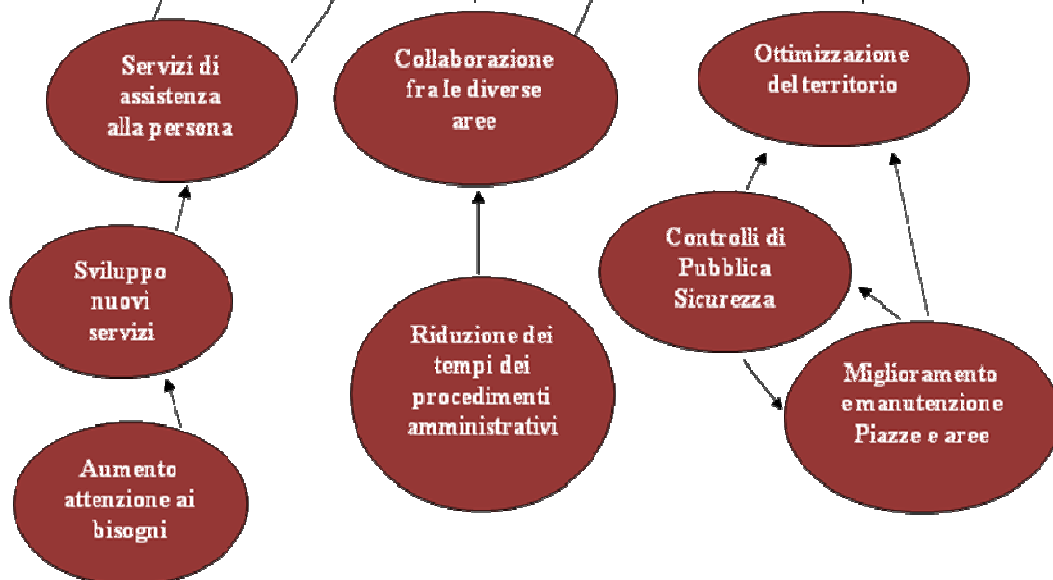 Servizi di
assistenza
alla persona
Collaborazione
fra le diverse
aree
Ottimizzazione
del territorio
Sviluppo
nuovi
servizi
Controlli di
Pubblica
Sicurezza
Riduzione dei
tempi dei
procedimenti
amministrativi
Miglioramento
e manutenzione
Piazze e aree
Aumento
attenzione ai
bisogni